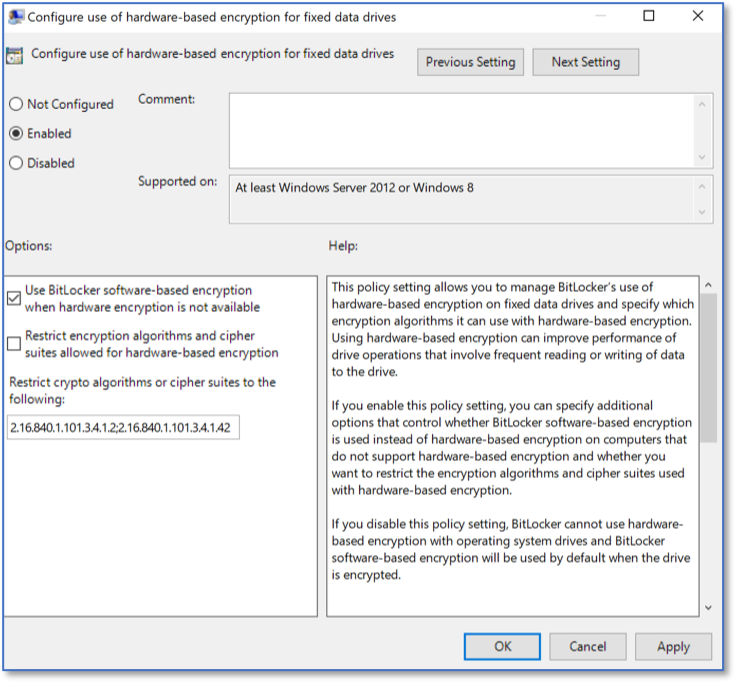 Configure use of hardware-based encryption for fixed data drives
Configure use of hardware-based encryption for fixed data drives
Previous Setting
Next Setting
Not Configured
Enabled
Disabled
Comment:
Supported on:
At least Windows Server 2012 or Windows 8
Options:
Help:
Use BitLocker software-based encryption
when hardware encryption is not available
Restrict encryption algorithms and cipher
suites allowed for hardware-based encryption
Restrict crypto algorithms or cipher suites to the
following:
2.16.840.1.101.3.4.1.2;2.16.840.1.101.3.4.1.42
This policy setting allows you to manage BitLocker's use of
hardware-based encryption on fixed data drives and specify which
encryption algorithms it can use with hardware-based encryption.
Using hardware-based encryption can improve performance of
drive operations that involve frequent reading or writing of data
to the drive.
If you enable this policy setting, you can specify additional
options that control whether BitLocker software-based encryption
is used instead of hardware-based encryption on computers that
do not support hardware-based encryption and whether you
want to restrict the encryption algorithms and cipher suites used
with hardware-based encryption.
If you disable this policy setting, BitLocker cannot use hardware-
based encryption with operating system drives and BitLocker
software-based encryption will be used by default when the drive
is encrypted.
OK
Cancel
Apply